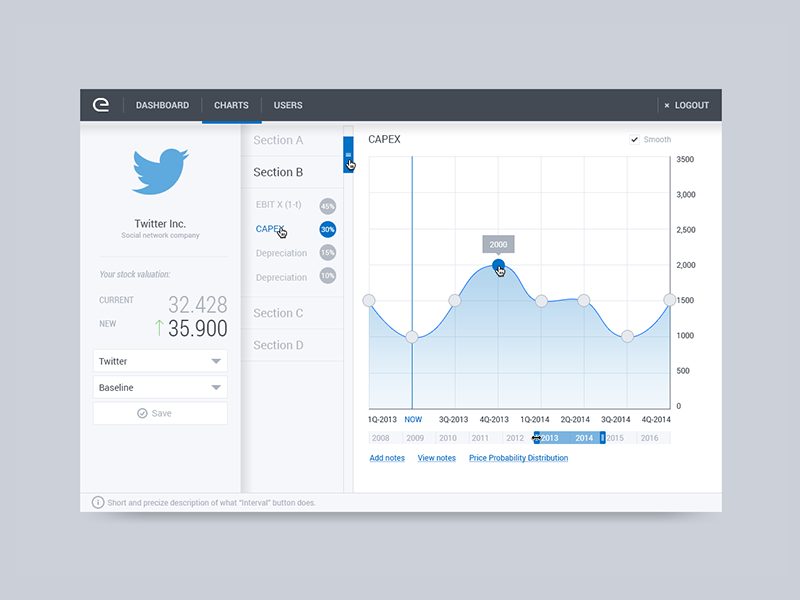 DASHBOARD
CHARTS
USERS
× LOGOUT
Twitter Inc.
Social network company
Your stock valuation:
CURRENT 32.428
NEW ↑ 35.900
Twitter
Baseline
Save
Section A
Section B
EBIT X (1-t) 45%
CAPEX 30%
Depreciation 15%
Depreciation 10%
Section C
Section D
CAPEX
Smooth
3500
3,000
2,500
2,000
1500
1000
500
0
2000
1Q-2013 NOW 3Q-2013 4Q-2013 1Q-2014 2Q-2014 3Q-2014 4Q-2014
2008 2009 2010 2011 2012 2013 2014 2015 2016
Add notes View notes Price Probability Distribution
Short and precize description of what "Interval" button does.